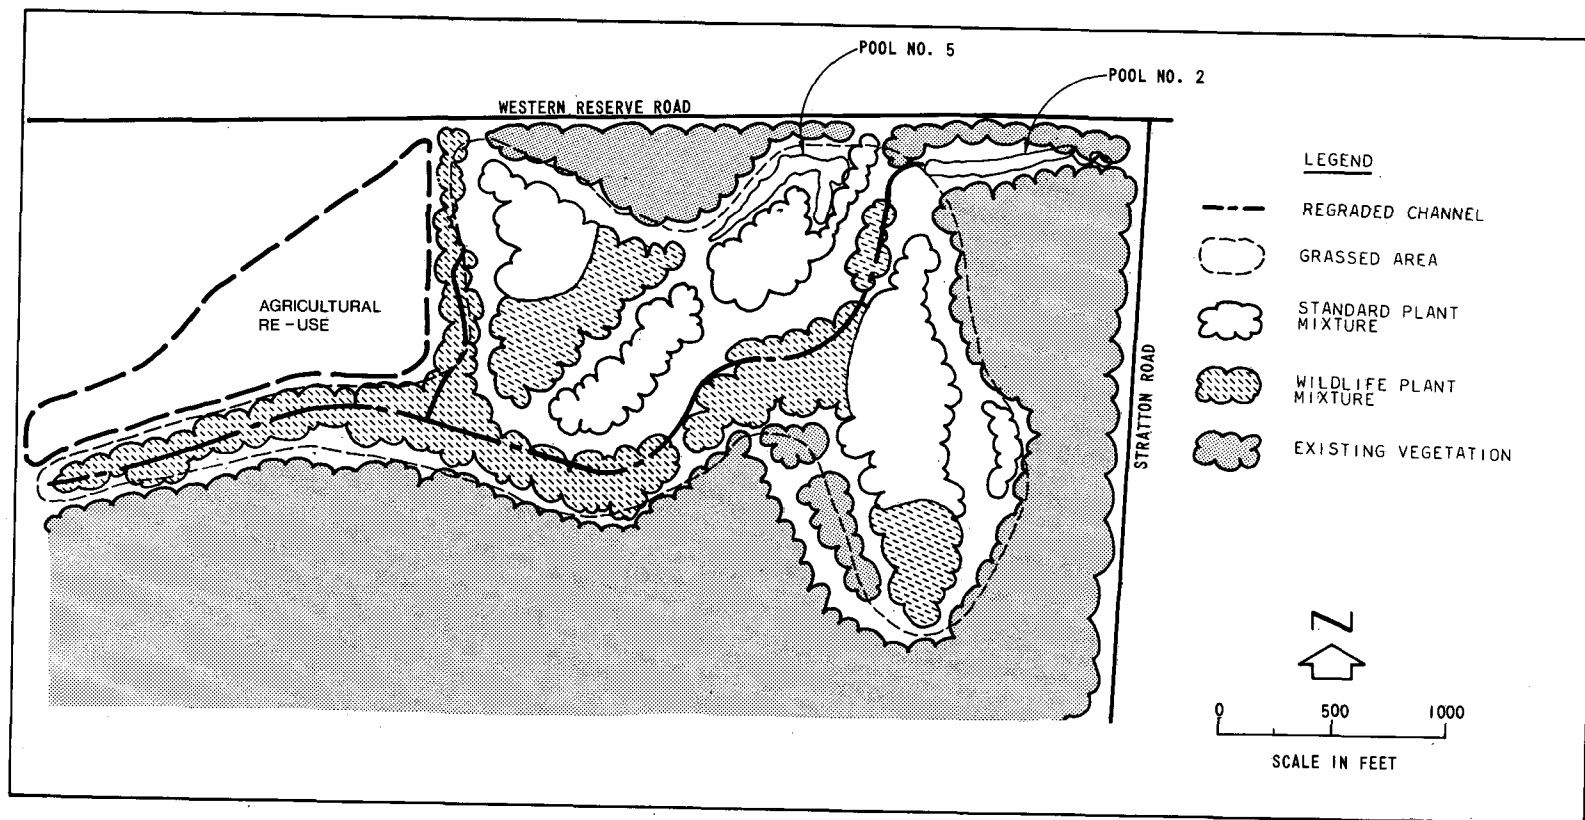 POOL NO. 5
POOL NO. 2
WESTERN RESERVE ROAD
LEGEND
REGRADED CHANNEL
GRASSED AREA
STANDARD PLANT
MIXTURE
WILDLIFE PLANT
MIXTURE
EXISTING VEGETATION
AGRICULTURAL
RE-USE
STRATTON ROAD
N
0 500 1000
SCALE IN FEET